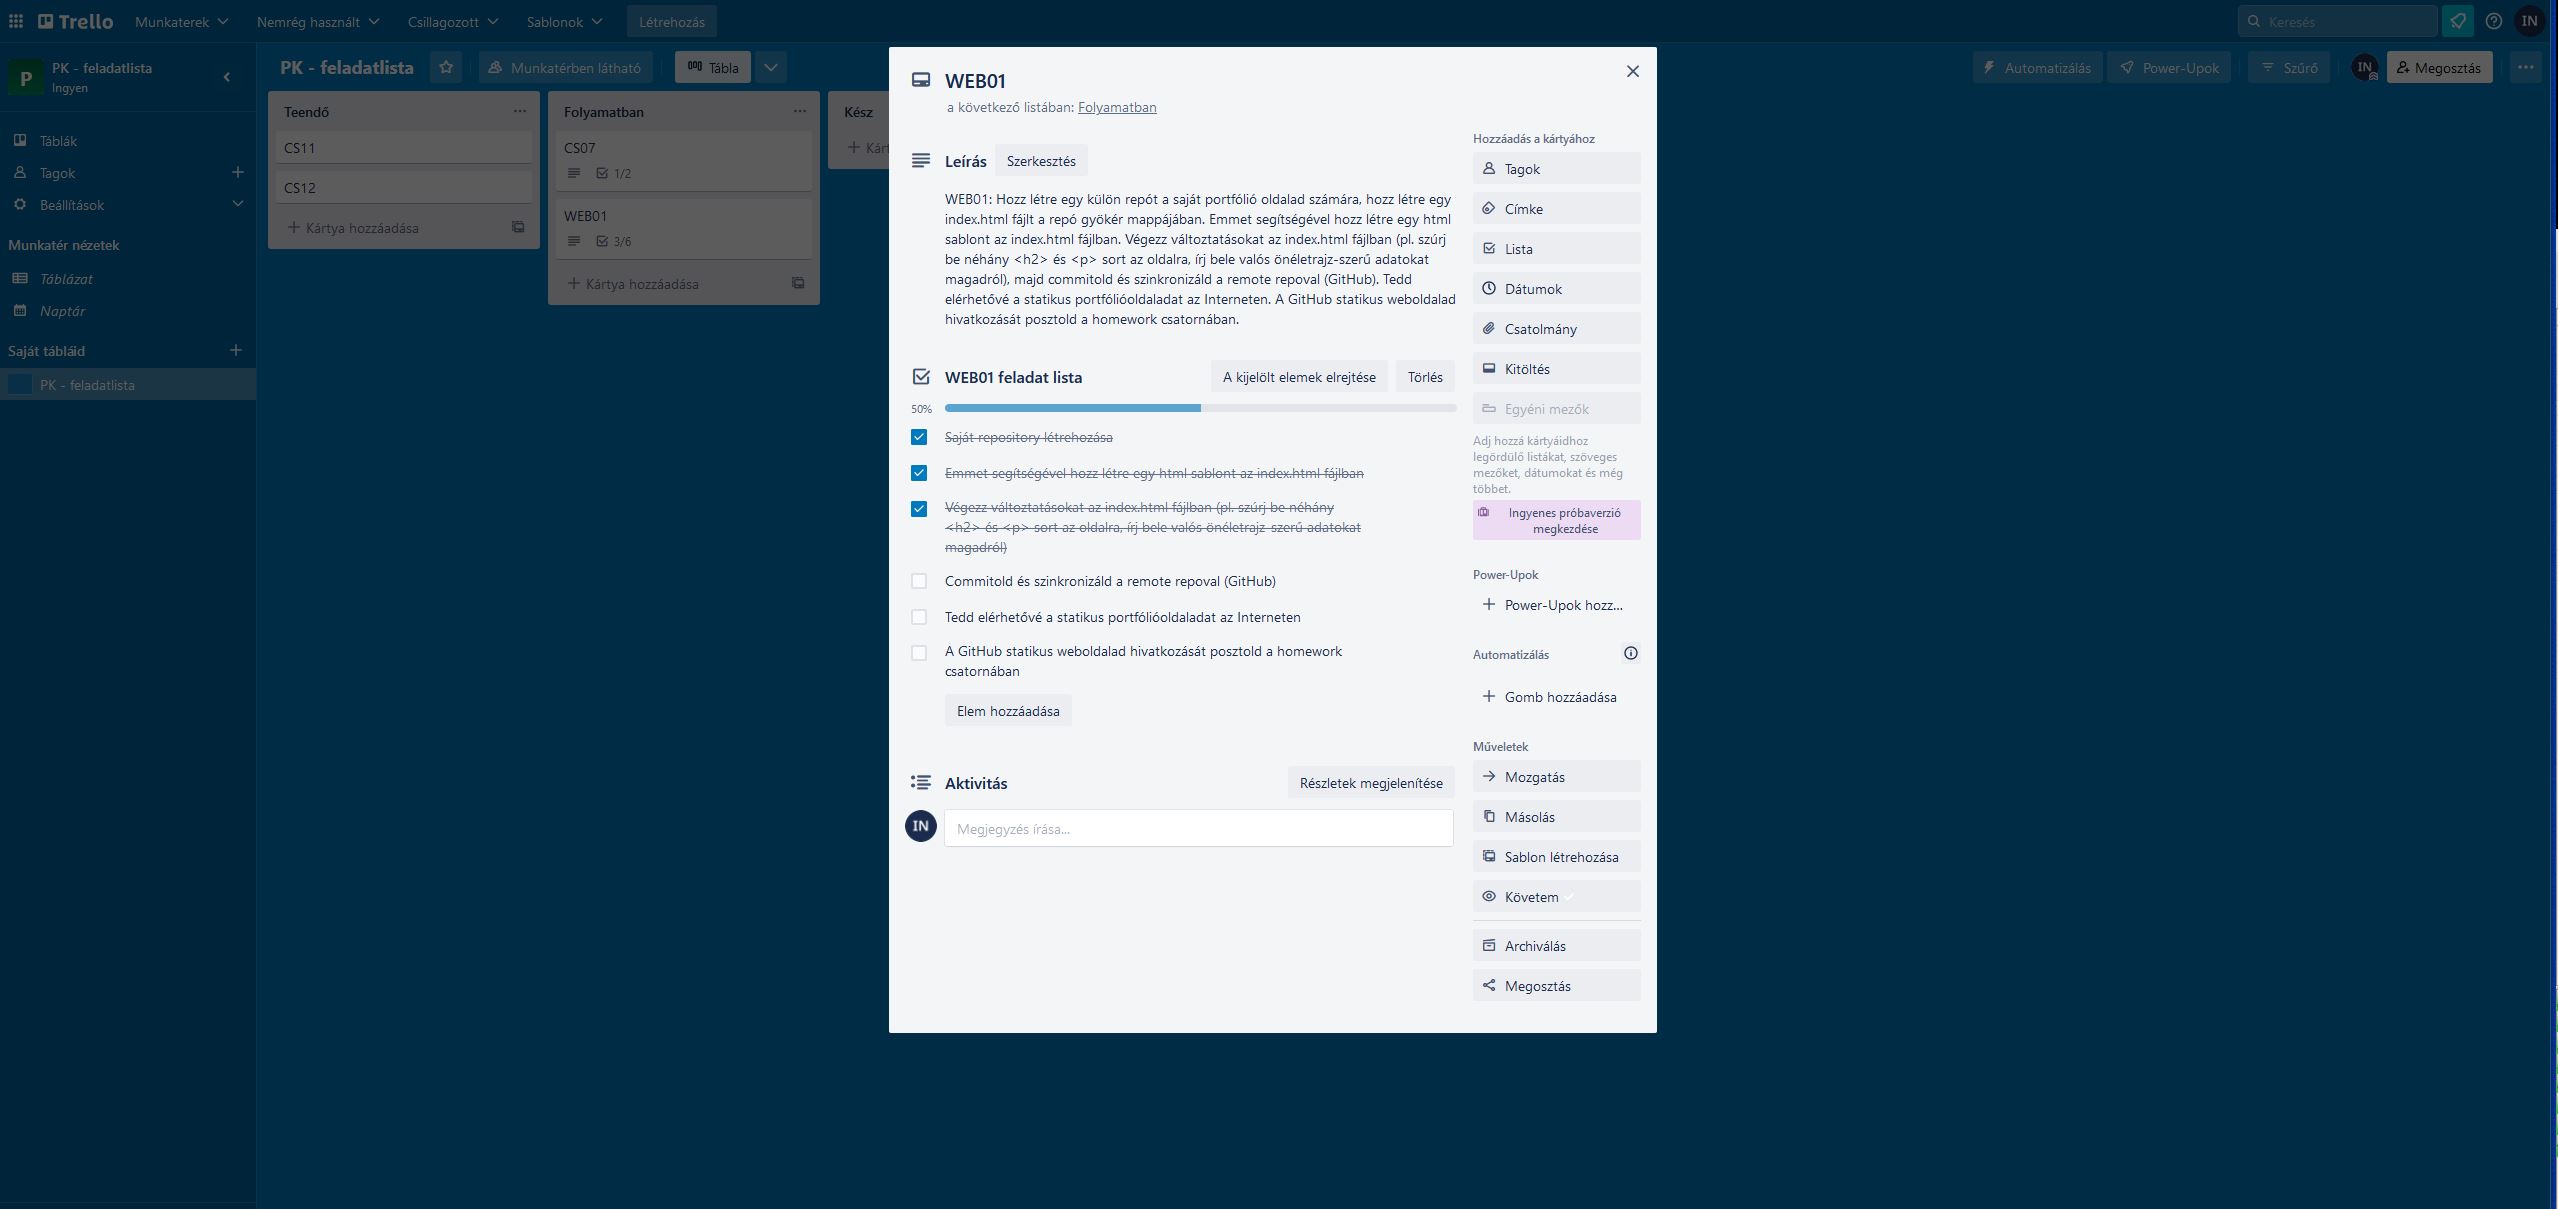 Trello
Munkaterek
Nemrég használt
Csillagozott
Sablonok
Létrehozás
Keresés
IN
P
PK - feladatlista
Ingyen
Táblák
Tagok
Beállítások
Munkatér nézetek
Táblázat
Naptár
Saját tábláid
PK - feladatlista
PK - feladatlista
Munkatérben látható
Tábla
Automatizálás
Power-Upok
Szűrő
IN
Megosztás
Teendő
CS11
CS12
Kártya hozzáadása
Folyamatban
CS07
1/2
WEB01
3/6
Kártya hozzáadása
Kész
Kárt
WEB01
a következő listában: Folyamatban
Leírás
Szerkesztés
WEB01: Hozz létre egy külön repót a saját portfólió oldalad számára, hozz létre egy
index.html fájlt a repó gyökér mappájában. Emmet segítségével hozz létre egy html
sablont az index.html fájlban. Végezz változtatásokat az index.html fájlban (pl. szúrj
be néhány <h2> és <p> sort az oldalra, írj bele valós önéletrajz-szerű adatokat
magadról), majd commitold és szinkronizáld a remote repoval (GitHub). Tedd
elérhetővé a statikus portfólióoldaladat az Interneten. A GitHub statikus weboldalad
hivatkozását posztold a homework csatornában.
WEB01 feladat lista
A kijelölt elemek elrejtése
Törlés
50%
Saját repository létrehozása
Emmet segítségével hozz létre egy html sablont az index.html fájlban
Végezz változtatásokat az index.html fájlban (pl. szúrj be néhány
<h2> és <p> sort az oldalra, írj bele valós önéletrajz-szerű adatokat
magadról)
Commitold és szinkronizáld a remote repoval (GitHub)
Tedd elérhetővé a statikus portfólióoldaladat az Interneten
A GitHub statikus weboldalad hivatkozását posztold a homework
csatornában
Elem hozzáadása
Aktivitás
Részletek megjelenítése
IN
Megjegyzés írása...
Hozzáadás a kártyához
Tagok
Címke
Lista
Dátumok
Csatolmány
Kitöltés
Egyéni mezők
Adj hozzá kártyáidhoz
legördülő listákat, szöveges
mezőket, dátumokat és még
többet.
Ingyenes próbaverzió
megkezdése
Power-Upok
Power-Upok hozz...
Automatizálás
Gomb hozzáadása
Műveletek
Mozgatás
Másolás
Sablon létrehozása
Követem
Archiválás
Megosztás